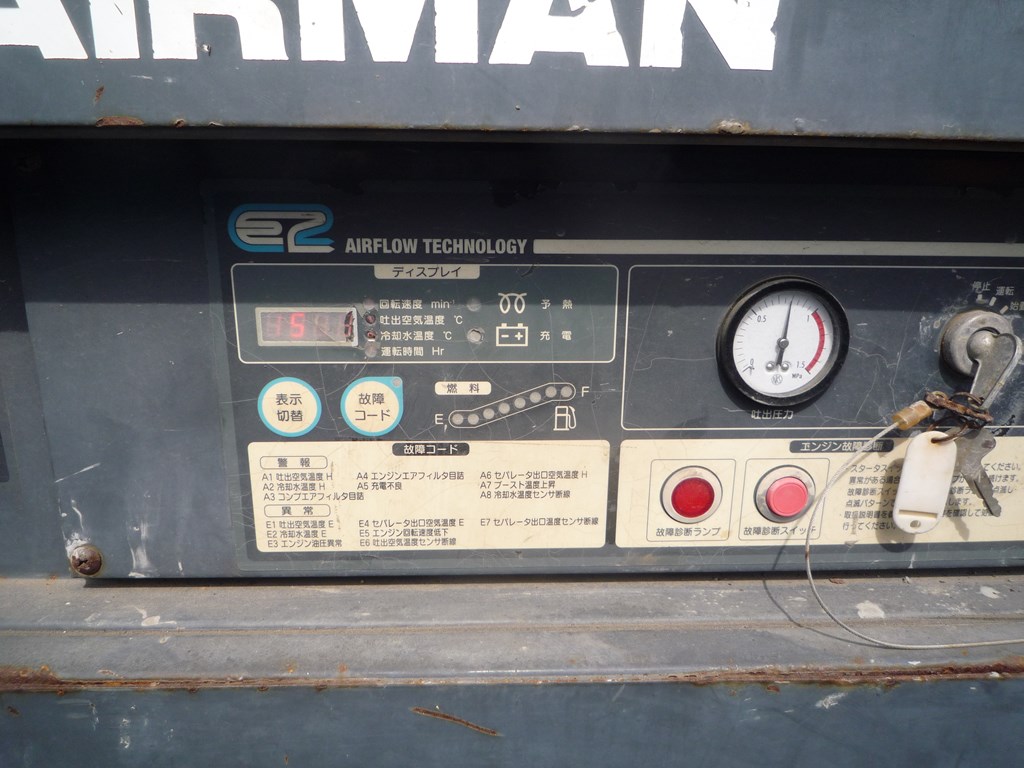 AIRMAN
e2 AIRFLOW TECHNOLOGY
ディスプレイ
回転速度 min⁻¹
吐出空気温度 ℃
冷却水温度 ℃
運転時間 Hr
予熱
充電
表示
切替
故障
コード
燃料
E
F
故障コード
警報
A1 吐出空気温度 H
A2 冷却水温度 H
A3 コンプエアフィルタ目詰
A4 エンジンエアフィルタ目詰
A5 充電不良
A6 セパレータ出口空気温度 H
A7 ブースト温度上昇
A8 冷却水温度センサ断線
異常
E1 吐出空気温度 E
E2 冷却水温度 E
E3 エンジン油圧異常
E4 セパレータ出口空気温度 E
E5 エンジン回転速度低下
E6 吐出空気温度センサ断線
E7 セパレータ出口温度センサ断線
0.5
1
1.5
MPa
吐出圧力
停止
運転
エンジン故障
故障診断ランプ
故障診断スイッチ